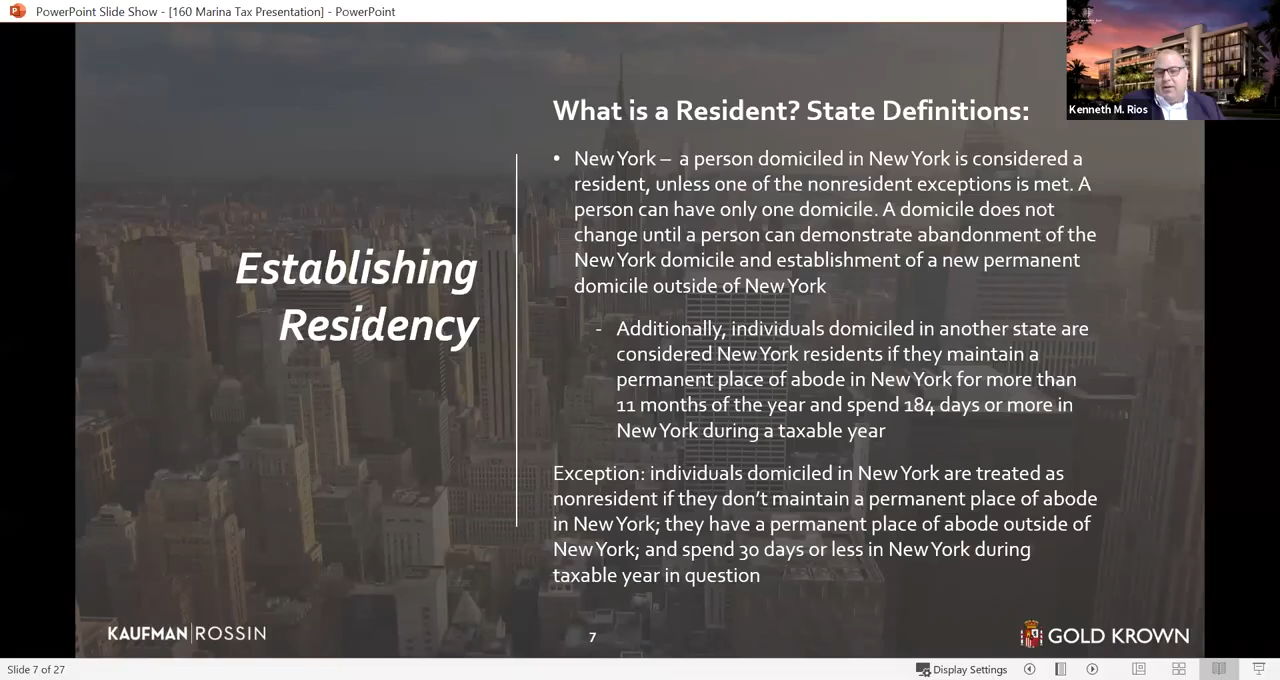 PowerPoint Slide Show - [160 Marina Tax Presentation] - PowerPoint
Kenneth M. Rios
What is a Resident? State Definitions:
Establishing
Residency
• New York – a person domiciled in New York is considered a
resident, unless one of the nonresident exceptions is met. A
person can have only one domicile. A domicile does not
change until a person can demonstrate abandonment of the
New York domicile and establishment of a new permanent
domicile outside of New York
- Additionally, individuals domiciled in another state are
considered New York residents if they maintain a
permanent place of abode in New York for more than
11 months of the year and spend 184 days or more in
New York during a taxable year
Exception: individuals domiciled in New York are treated as
nonresident if they don't maintain a permanent place of abode
in New York; they have a permanent place of abode outside of
New York; and spend 30 days or less in New York during
taxable year in question
KAUFMAN|ROSSIN
7
GOLD KROWN
Slide 7 of 27
Display Settings